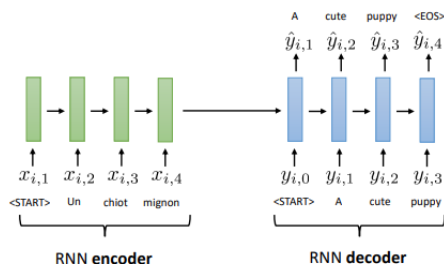 A cute puppy <EOS>
ŷi,1 ŷi,2 ŷi,3 ŷi,4
xi,1 xi,2 xi,3 xi,4 yi,0 yi,1 yi,2 yi,3
<START> Un chiot mignon <START> A cute puppy
RNN encoder RNN decoder